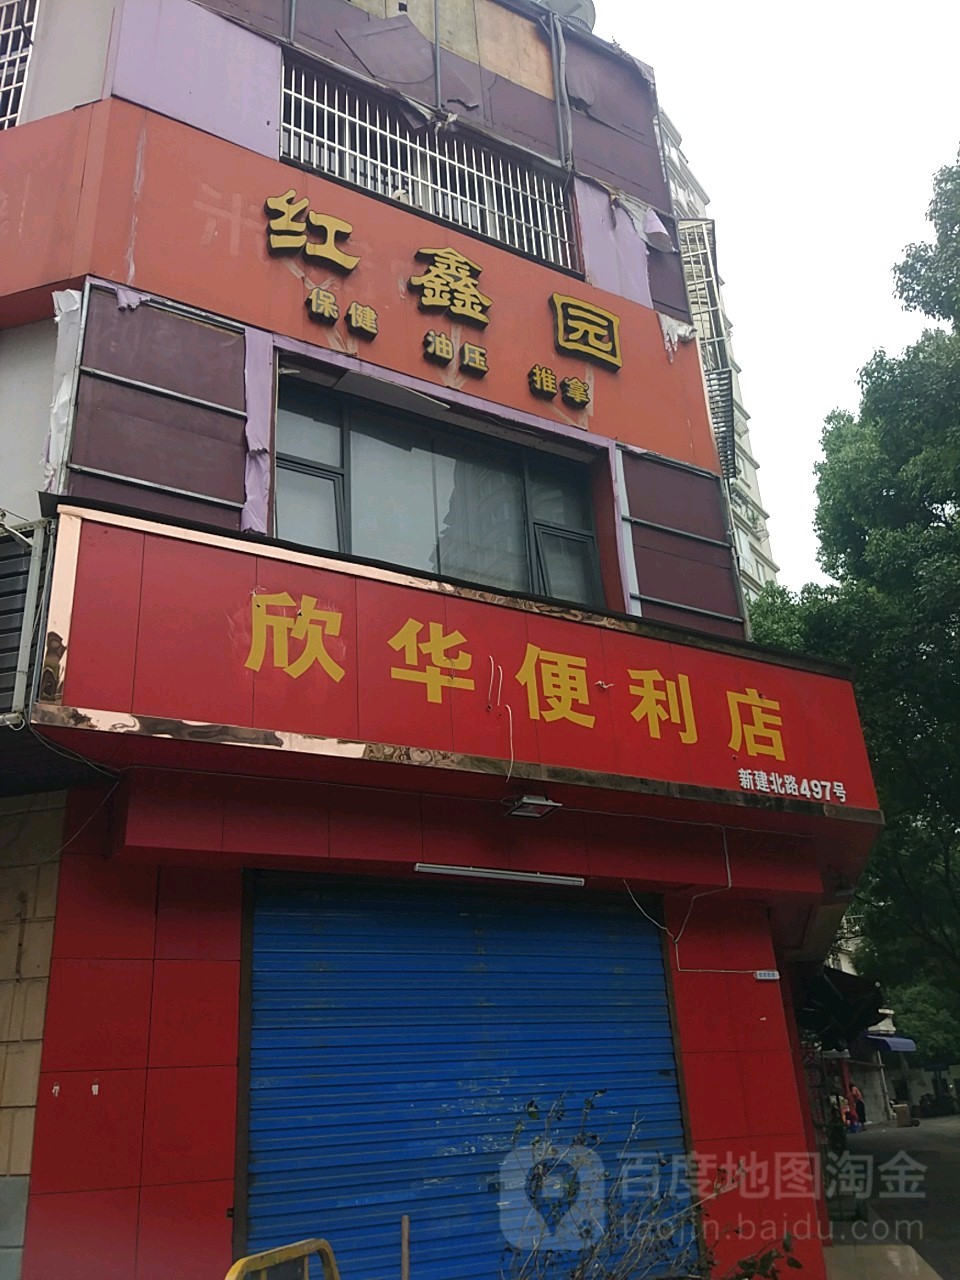 红鑫园
保健 油压 推拿
欣华便利店
新建北路497号
百度地图淘金
taojin.baidu.com